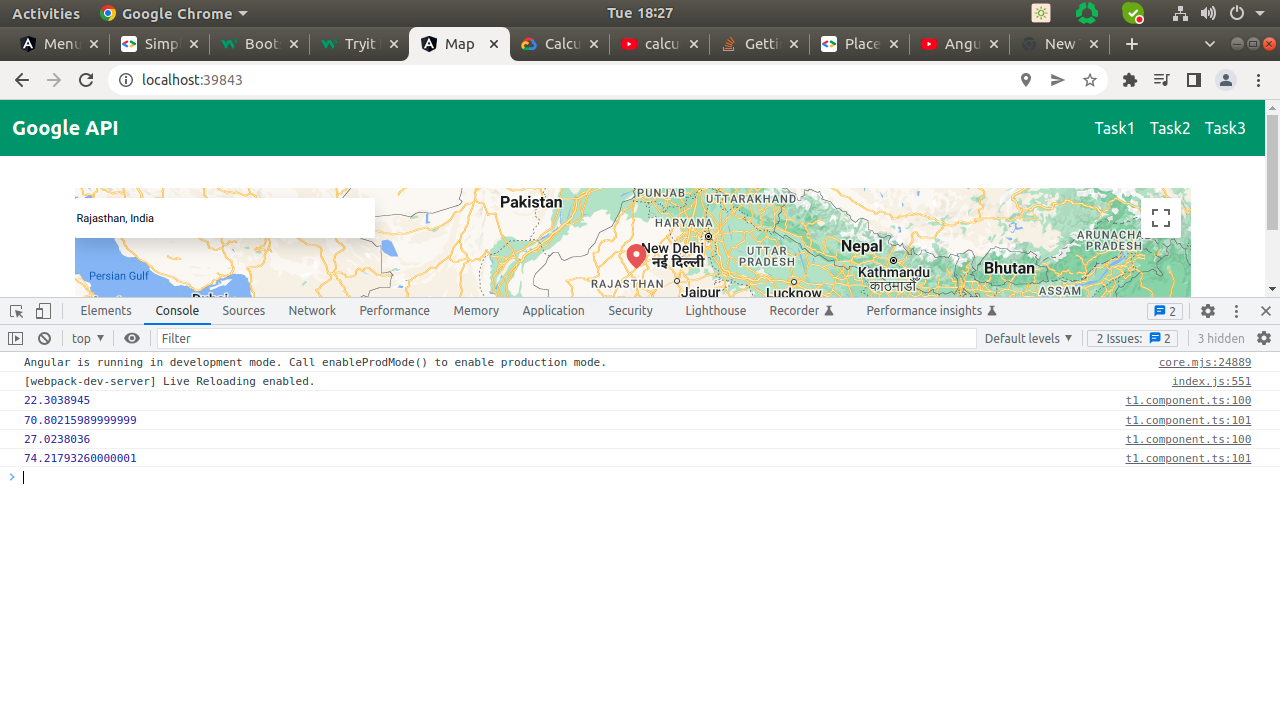 Activities Google Chrome Tue 18:27
Menu Simpl Boots Tryit Map Calcu calcu Gettin Place Angu New
localhost:39843
Google API Task1 Task2 Task3
Rajasthan, India
Pakistan
PUNJAB
UTTARAKHAND
HARYANA
New Delhi
नई दिल्ली
UTTAR
PRADESH
Nepal
Kathmandu
काठमाडौं
Bhutan
ARUNACHA
PRADESH
ASSAM
Persian Gulf
Dubai
RAJASTHAN
Jaipur
Lucknow
Elements Console Sources Network Performance Memory Application Security Lighthouse Recorder Performance insights 2
top Filter Default levels 2 Issues: 2 3 hidden
Angular is running in development mode. Call enableProdMode() to enable production mode. core.mjs:24889
[webpack-dev-server] Live Reloading enabled. index.js:551
22.3038945 t1.component.ts:100
70.80215989999999 t1.component.ts:101
27.0238036 t1.component.ts:100
74.21793260000001 t1.component.ts:101